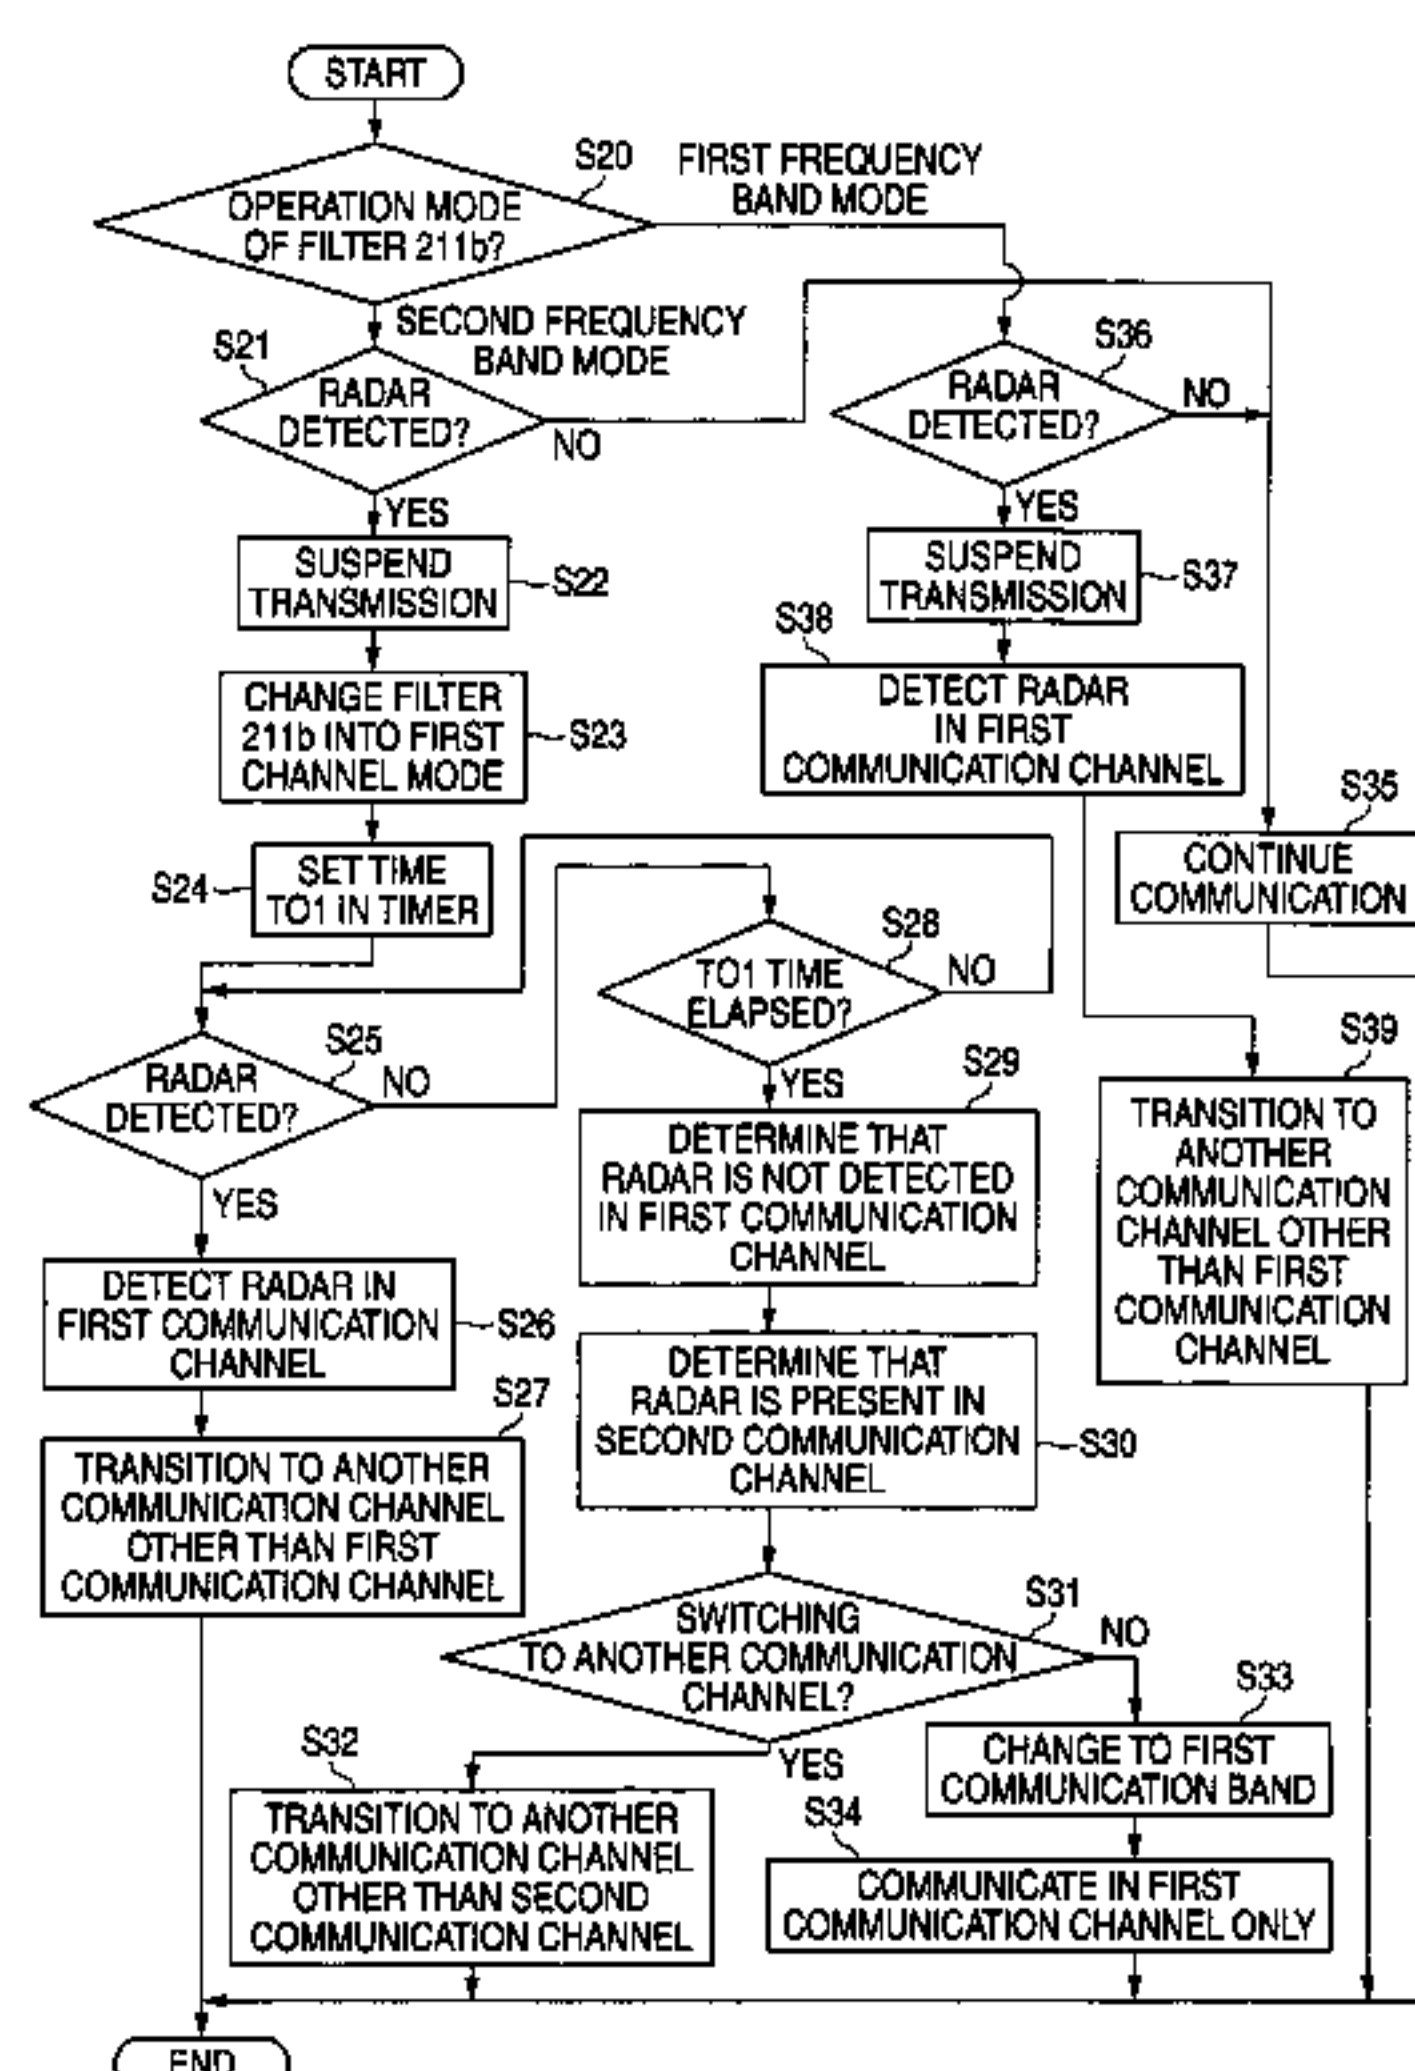 START
S20
FIRST FREQUENCY
BAND MODE
OPERATION MODE
OF FILTER 211b?
SECOND FREQUENCY
BAND MODE
S21
RADAR
DETECTED?
NO
YES
S36
RADAR
DETECTED?
NO
YES
SUSPEND
TRANSMISSION
S22
SUSPEND
TRANSMISSION
S37
S38
DETECT RADAR
IN FIRST
COMMUNICATION CHANNEL
CHANGE FILTER
211b INTO FIRST
CHANNEL MODE
S23
S35
CONTINUE
COMMUNICATION
S24
SET TIME
TO1 IN TIMER
S28
TO1 TIME
ELAPSED?
NO
YES
S25
RADAR
DETECTED?
NO
YES
S29
DETERMINE THAT
RADAR IS NOT DETECTED
IN FIRST COMMUNICATION
CHANNEL
S39
TRANSITION TO
ANOTHER
COMMUNICATION
CHANNEL OTHER
THAN FIRST
COMMUNICATION
CHANNEL
DETECT RADAR IN
FIRST COMMUNICATION
CHANNEL
S26
DETERMINE THAT
RADAR IS PRESENT IN
SECOND COMMUNICATION
CHANNEL
S30
S27
TRANSITION TO ANOTHER
COMMUNICATION CHANNEL
OTHER THAN FIRST
COMMUNICATION CHANNEL
S31
SWITCHING
TO ANOTHER COMMUNICATION
CHANNEL?
NO
YES
S33
CHANGE TO FIRST
COMMUNICATION BAND
S32
TRANSITION TO ANOTHER
COMMUNICATION CHANNEL
OTHER THAN SECOND
COMMUNICATION CHANNEL
S34
COMMUNICATE IN FIRST
COMMUNICATION CHANNEL ONLY
END